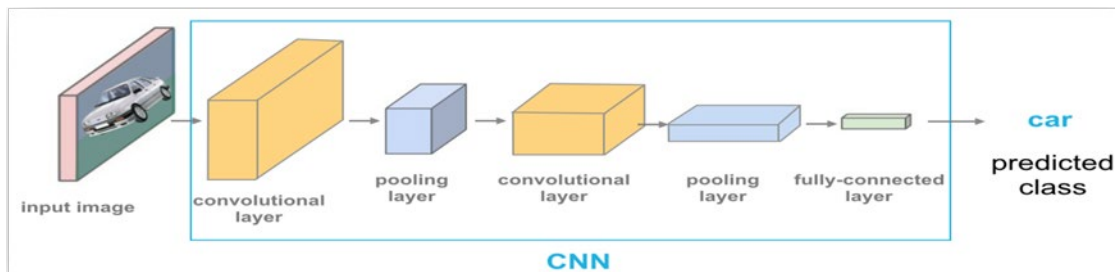 input image
convolutional
layer
pooling
layer
convolutional
layer
pooling
layer
fully-connected
layer
car
predicted
class
CNN